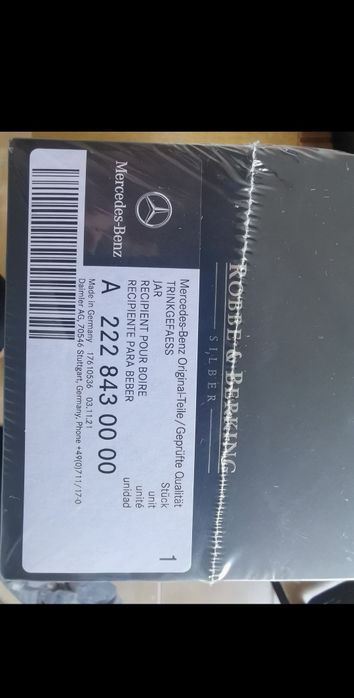 ROBBE & BERKING
SILBER
Mercedes-Benz
Mercedes-Benz Original-Teile / Geprüfte Qualität
TRINKGEFAESS
JAR
RECIPIENT POUR BOIRE
RECIPIENTE PARA BEBER
Stück
unit
unité
unidad
1
A 222 843 00 00
Made in Germany 17610536 03.11.21
Daimler AG, 70546 Stuttgart, Germany, Phone +49(0)711/17-0